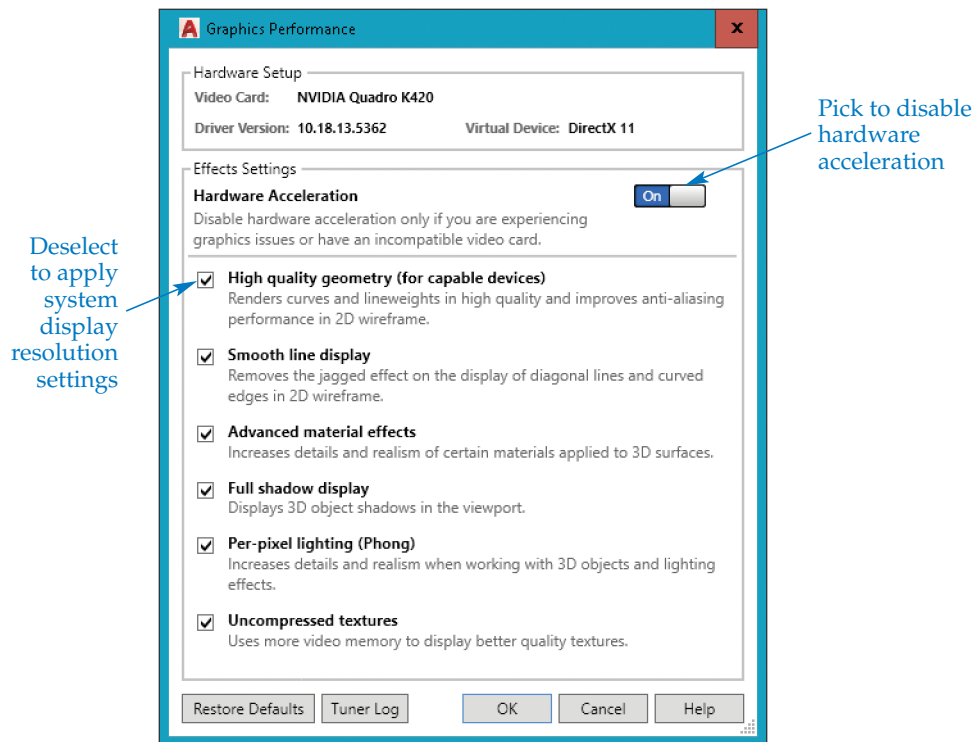 Graphics Performance
x
Hardware Setup
Video Card: NVIDIA Quadro K420
Driver Version: 10.18.13.5362 Virtual Device: DirectX 11
Pick to disable
hardware
acceleration
Effects Settings
Hardware Acceleration
On
Disable hardware acceleration only if you are experiencing
graphics issues or have an incompatible video card.
Deselect
to apply
system
display
resolution
settings
High quality geometry (for capable devices)
Renders curves and lineweights in high quality and improves anti-aliasing
performance in 2D wireframe.
Smooth line display
Removes the jagged effect on the display of diagonal lines and curved
edges in 2D wireframe.
Advanced material effects
Increases details and realism of certain materials applied to 3D surfaces.
Full shadow display
Displays 3D object shadows in the viewport.
Per-pixel lighting (Phong)
Increases details and realism when working with 3D objects and lighting
effects.
Uncompressed textures
Uses more video memory to display better quality textures.
Restore Defaults Tuner Log OK Cancel Help